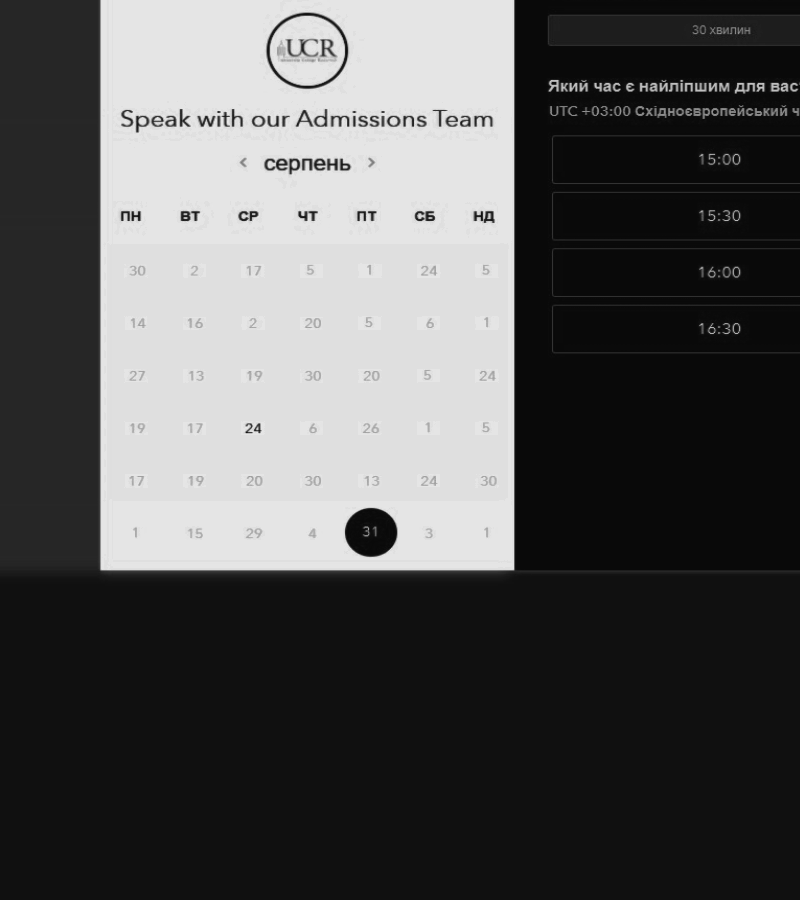 UCR
Speak with our Admissions Team
‹ серпень ›
ПН ВТ СР ЧТ ПТ СБ НД
30 2 17 5 1 24 5
14 16 2 20 5 6 1
27 13 19 30 20 5 24
19 17 24 6 26 1 5
17 19 20 30 13 24 30
1 15 29 4 31 3 1
30 хвилин
Який час є найліпшим для вас
UTC +03:00 Східноєвропейський ч
15:00
15:30
16:00
16:30